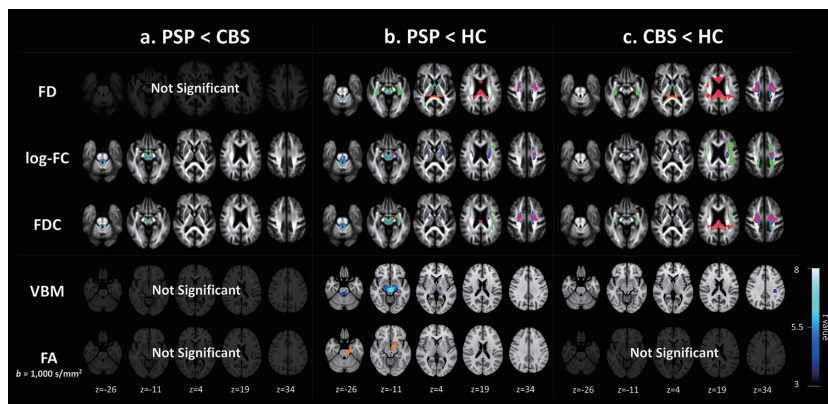 a. PSP < CBS b. PSP < HC c. CBS < HC
FD Not Significant
log-FC
FDC
VBM Not Significant
8
5.5
3
t value
FA Not Significant Not Significant
b = 1,000 s/mm²
z=-26 z=-11 z=4 z=19 z=34 z=-26 z=-11 z=4 z=19 z=34 z=-26 z=-11 z=4 z=19 z=34